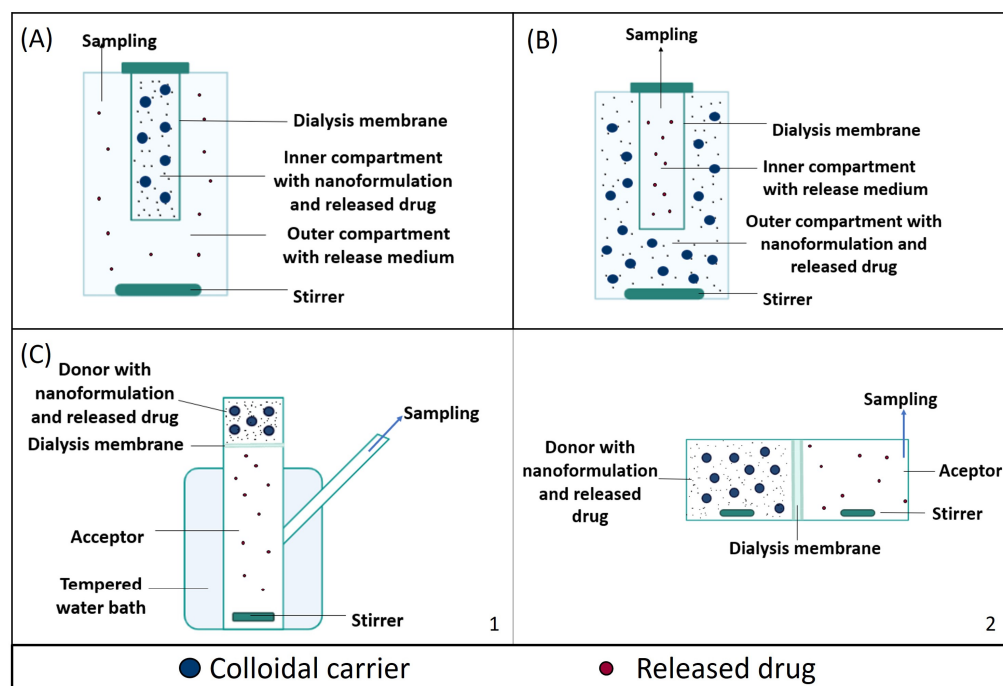 (A)
Sampling
Dialysis membrane
Inner compartment
with nanoformulation
and released drug
Outer compartment
with release medium
Stirrer
(B)
Sampling
Dialysis membrane
Inner compartment
with release medium
Outer compartment with
nanoformulation and
released drug
Stirrer
(C)
Donor with
nanoformulation
and released drug
Dialysis membrane
Sampling
Acceptor
Tempered
water bath
Stirrer
1
Sampling
Donor with
nanoformulation
and released
drug
Aceptor
Stirrer
Dialysis membrane
2
Colloidal carrier
Released drug